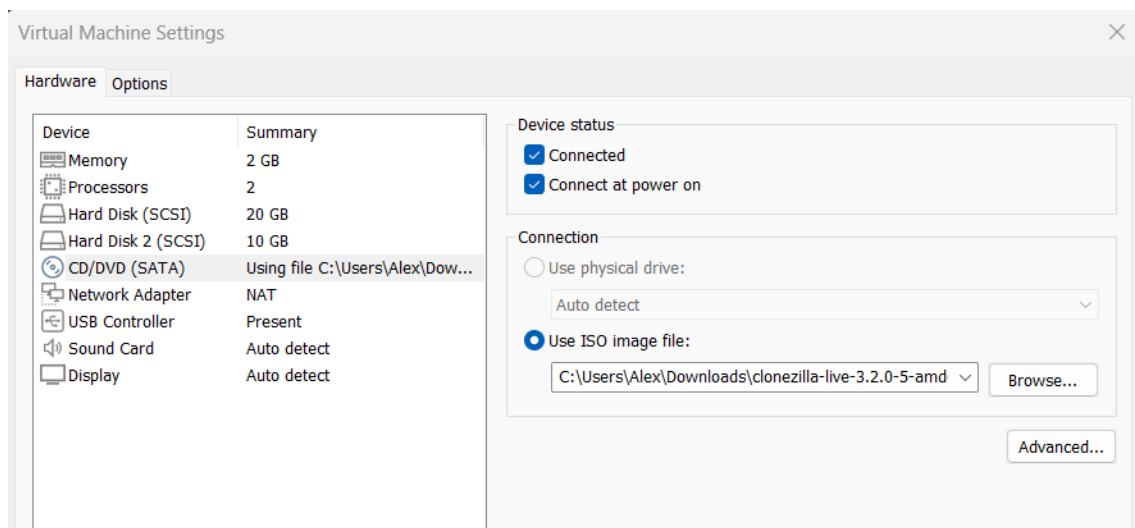 Virtual Machine Settings
Hardware Options
Device Summary
Memory 2 GB
Processors 2
Hard Disk (SCSI) 20 GB
Hard Disk 2 (SCSI) 10 GB
CD/DVD (SATA) Using file C:\Users\Alex\Dow...
Network Adapter NAT
USB Controller Present
Sound Card Auto detect
Display Auto detect
Device status
Connected
Connect at power on
Connection
Use physical drive:
Auto detect
Use ISO image file:
C:\Users\Alex\Downloads\clonezilla-live-3.2.0-5-amd Browse...
Advanced...